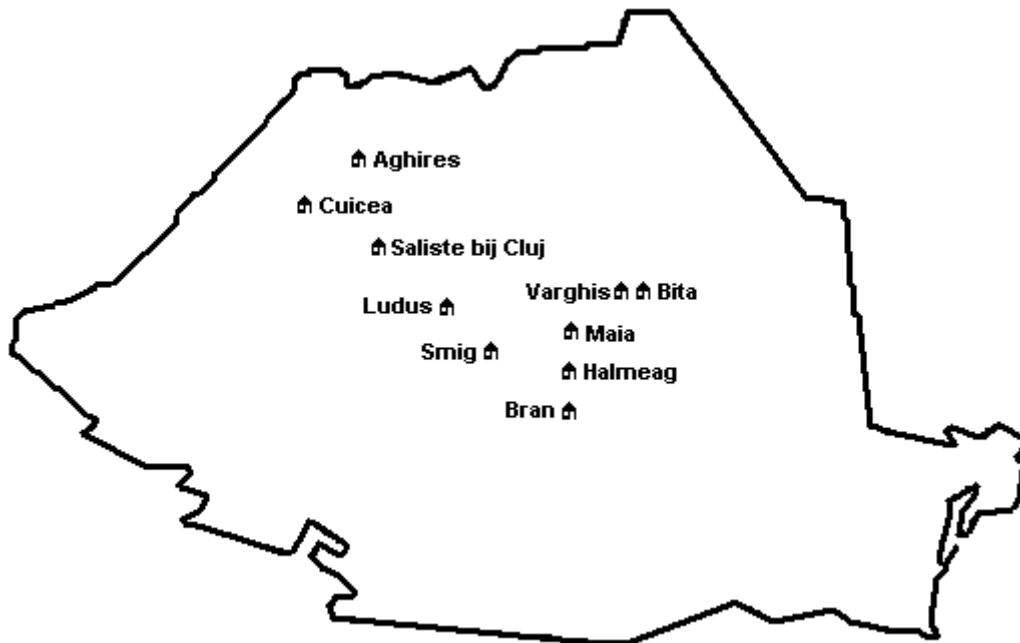 Aghires
Cuicea
Saliste bij Cluj
Varghis Bita
Ludus
Maia
Smig
Halmeag
Bran